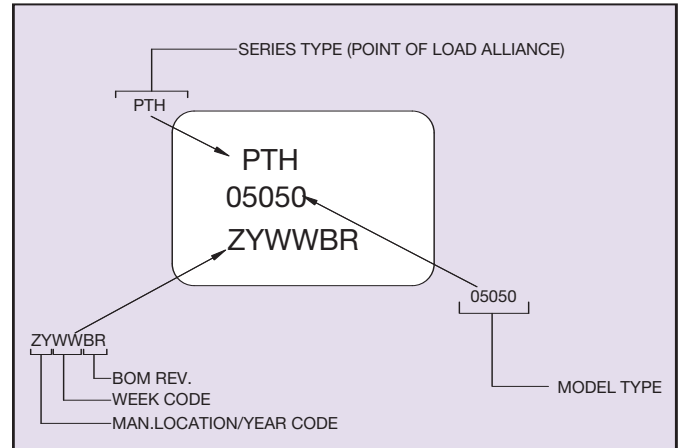 SERIES TYPE (POINT OF LOAD ALLIANCE)
PTH
PTH
05050
ZYWWBR
05050
ZYWWBR
BOM REV.
WEEK CODE
MAN.LOCATION/YEAR CODE
MODEL TYPE